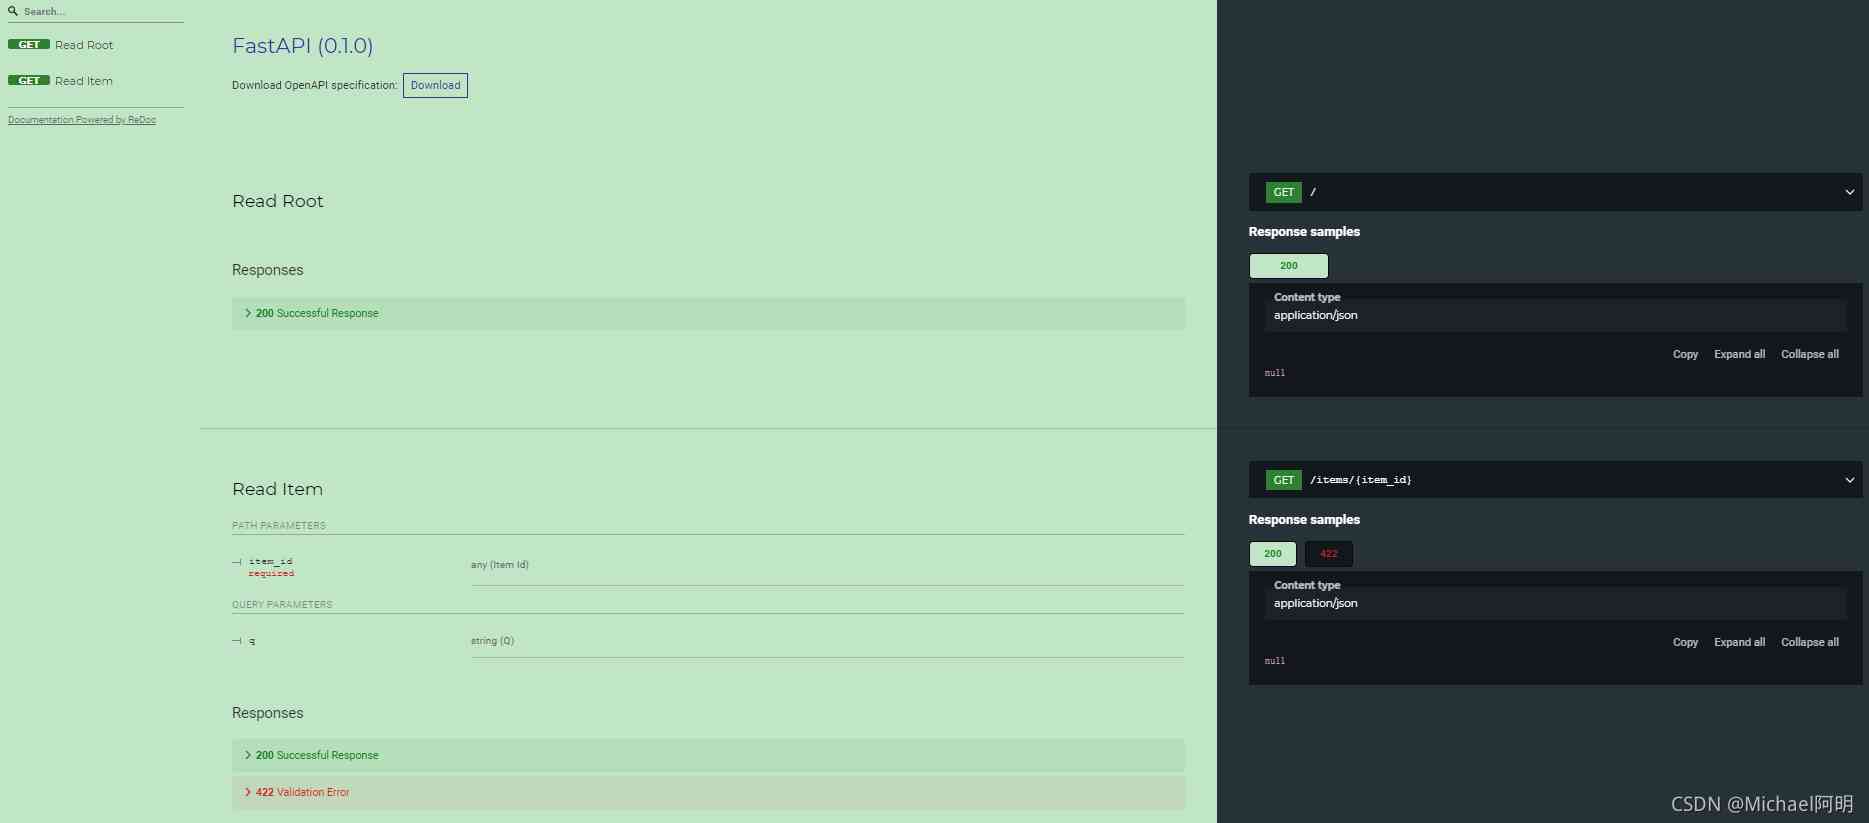 Search...
GET Read Root
GET Read Item
Documentation Powered by ReDoc
FastAPI (0.1.0)
Download OpenAPI specification: Download
Read Root
Responses
200 Successful Response
GET /
Response samples
200
Content type
application/json
Copy Expand all Collapse all
null
Read Item
PATH PARAMETERS
item_id any (Item Id)
required
QUERY PARAMETERS
q string (Q)
Responses
200 Successful Response
422 Validation Error
GET /items/{item_id}
Response samples
200 422
Content type
application/json
Copy Expand all Collapse all
null
CSDN @Michael阿明